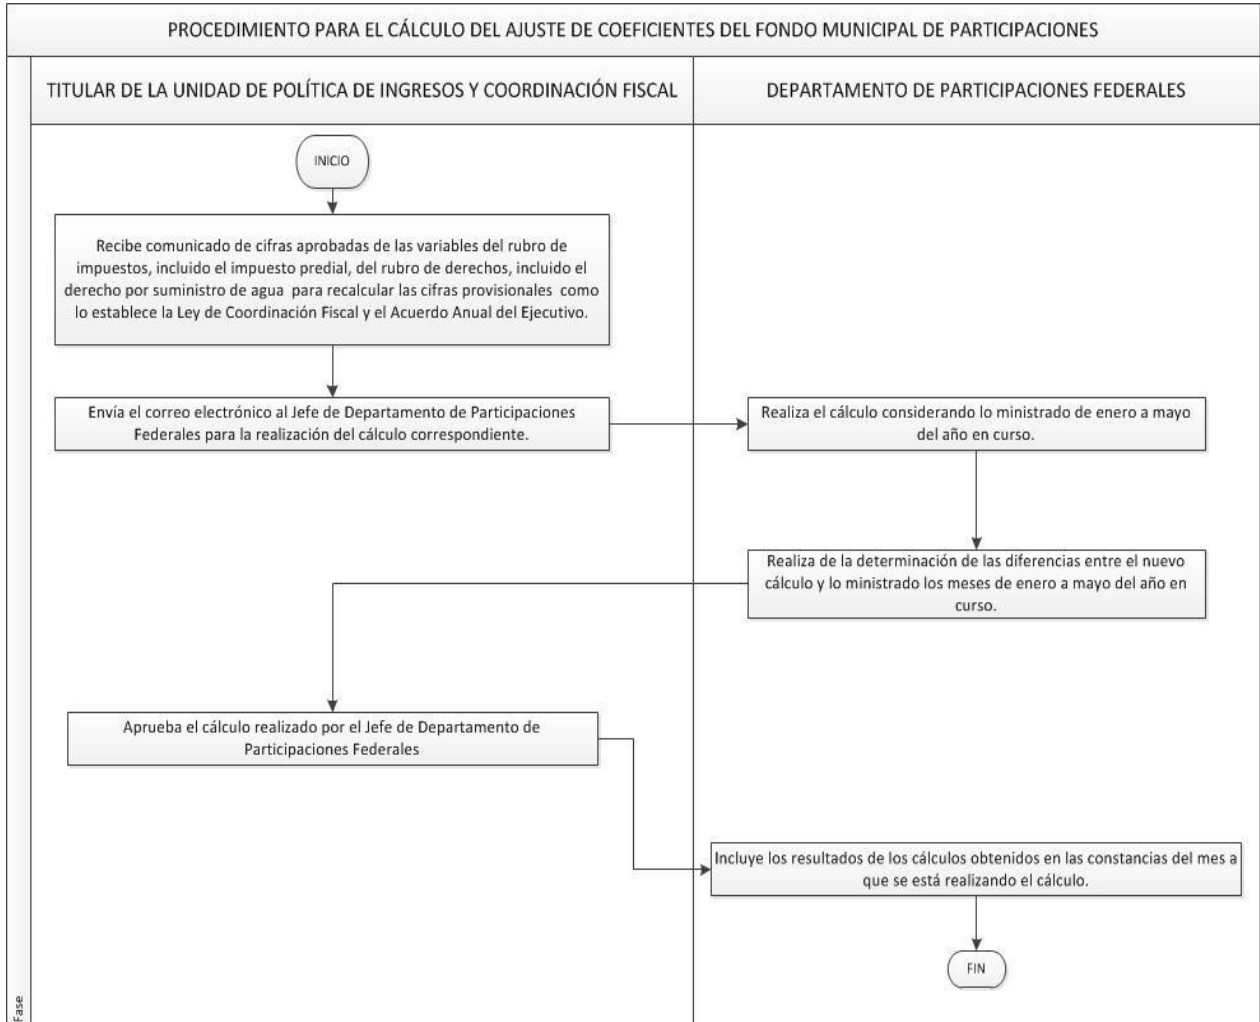 PROCEDIMIENTO PARA EL CÁLCULO DEL AJUSTE DE COEFICIENTES DEL FONDO MUNICIPAL DE PARTICIPACIONES
TITULAR DE LA UNIDAD DE POLÍTICA DE INGRESOS Y COORDINACIÓN FISCAL
DEPARTAMENTO DE PARTICIPACIONES FEDERALES
INICIO
Recibe comunicado de cifras aprobadas de las variables del rubro de
impuestos, incluido el impuesto predial, del rubro de derechos, incluido el
derecho por suministro de agua para recalcular las cifras provisionales como
lo establece la Ley de Coordinación Fiscal y el Acuerdo Anual del Ejecutivo.
Envía el correo electrónico al Jefe de Departamento de Participaciones
Federales para la realización del cálculo correspondiente.
Realiza el cálculo considerando lo ministrado de enero a mayo
del año en curso.
Realiza de la determinación de las diferencias entre el nuevo
cálculo y lo ministrado los meses de enero a mayo del año en
curso.
Aprueba el cálculo realizado por el Jefe de Departamento de
Participaciones Federales
Incluye los resultados de los cálculos obtenidos en las constancias del mes a
que se está realizando el cálculo.
FIN
Fase